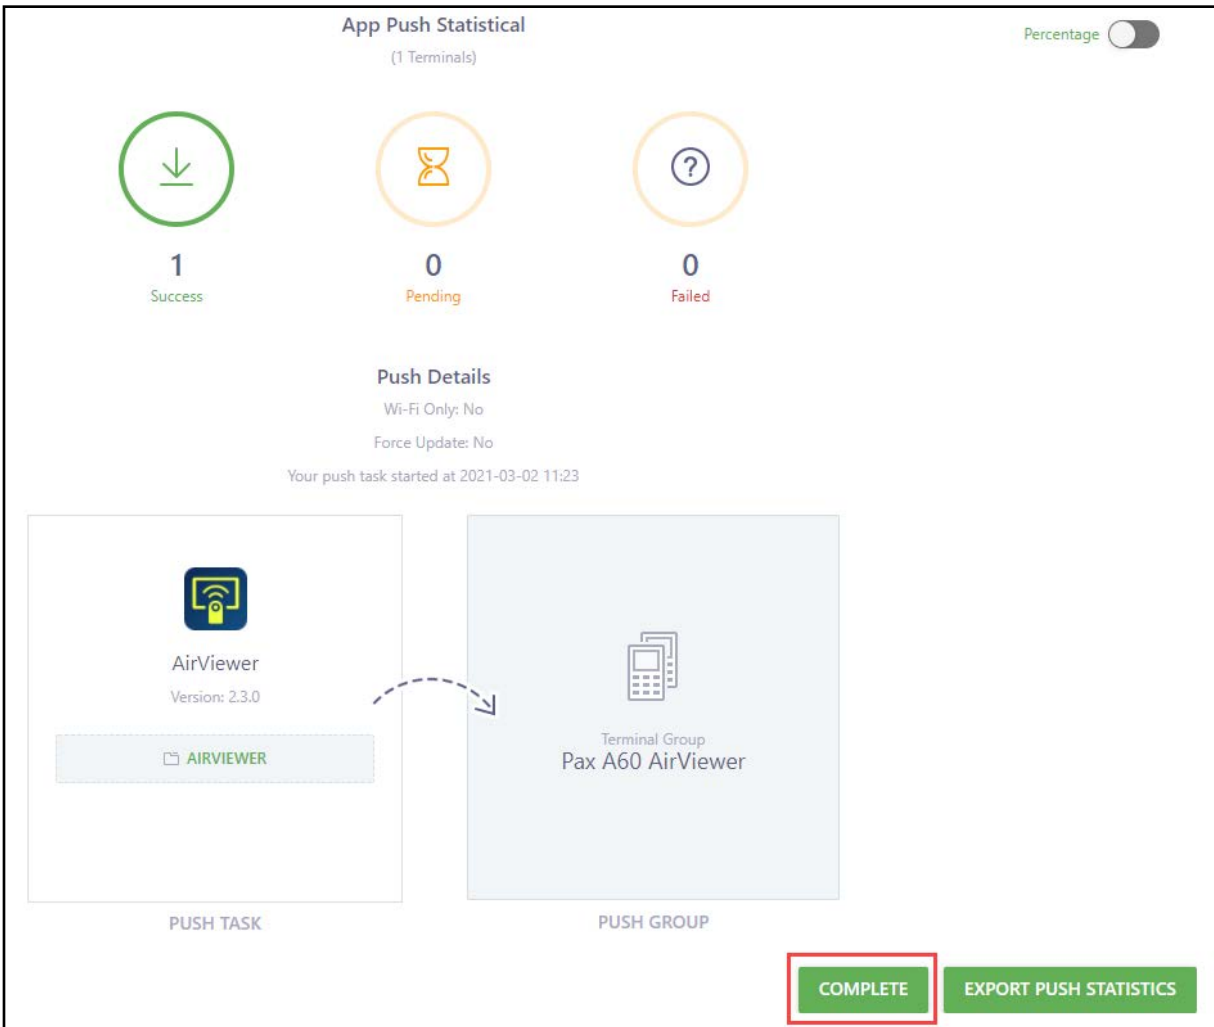 App Push Statistical
Percentage
(1 Terminals)
?
1
0
0
Success
Pending
Failed
Push Details
Wi-Fi Only: No
Force Update: No
Your push task started at 2021-03-02 11:23
AirViewer
Version: 2.3.0
AIRVIEWER
Terminal Group
Pax A60 AirViewer
PUSH TASK
PUSH GROUP
COMPLETE
EXPORT PUSH STATISTICS